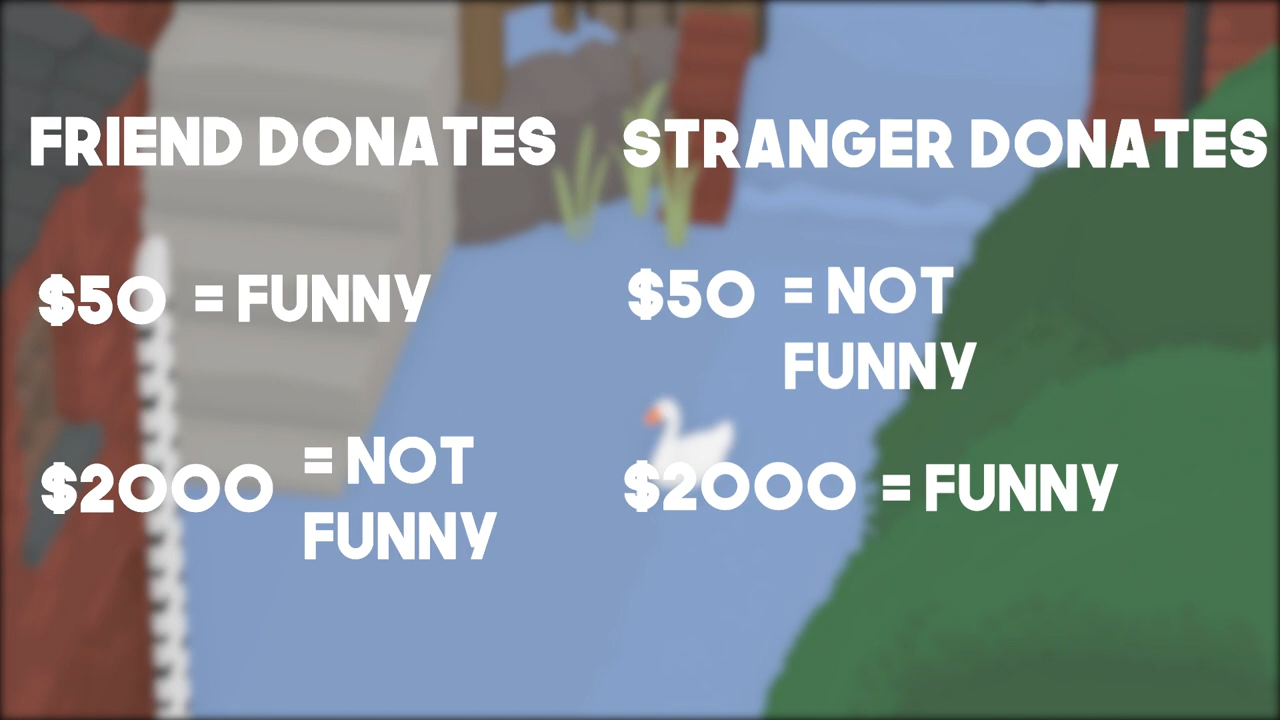 FRIEND DONATES
$50 = FUNNY
$2000 = NOT
FUNNY
STRANGER DONATES
$50 = NOT
FUNNY
$2000 = FUNNY